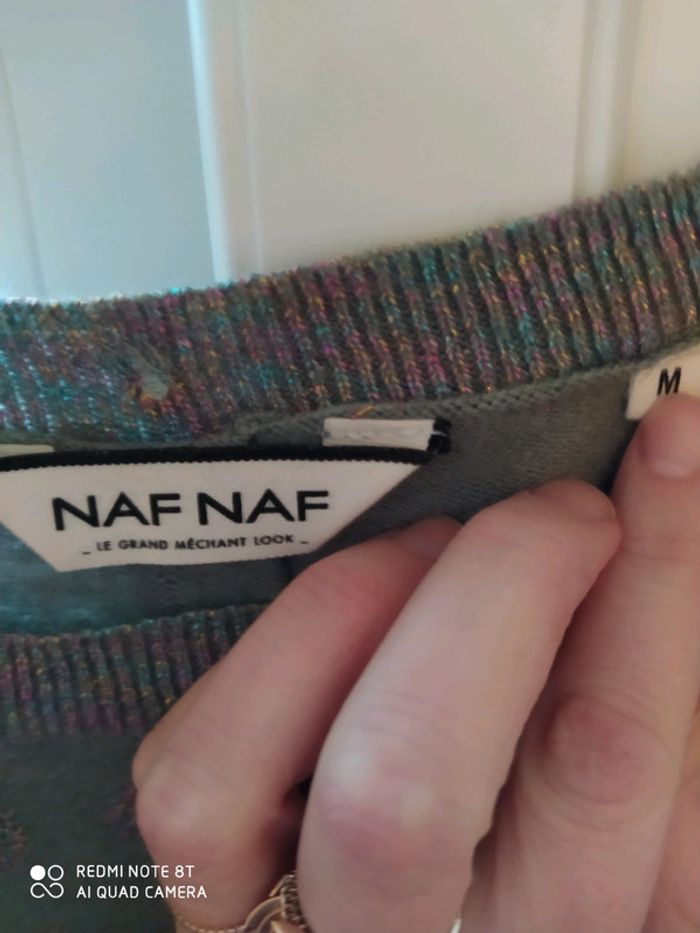 M
NAF NAF
_ LE GRAND MÉCHANT LOOK _
REDMI NOTE 8T
AI QUAD CAMERA